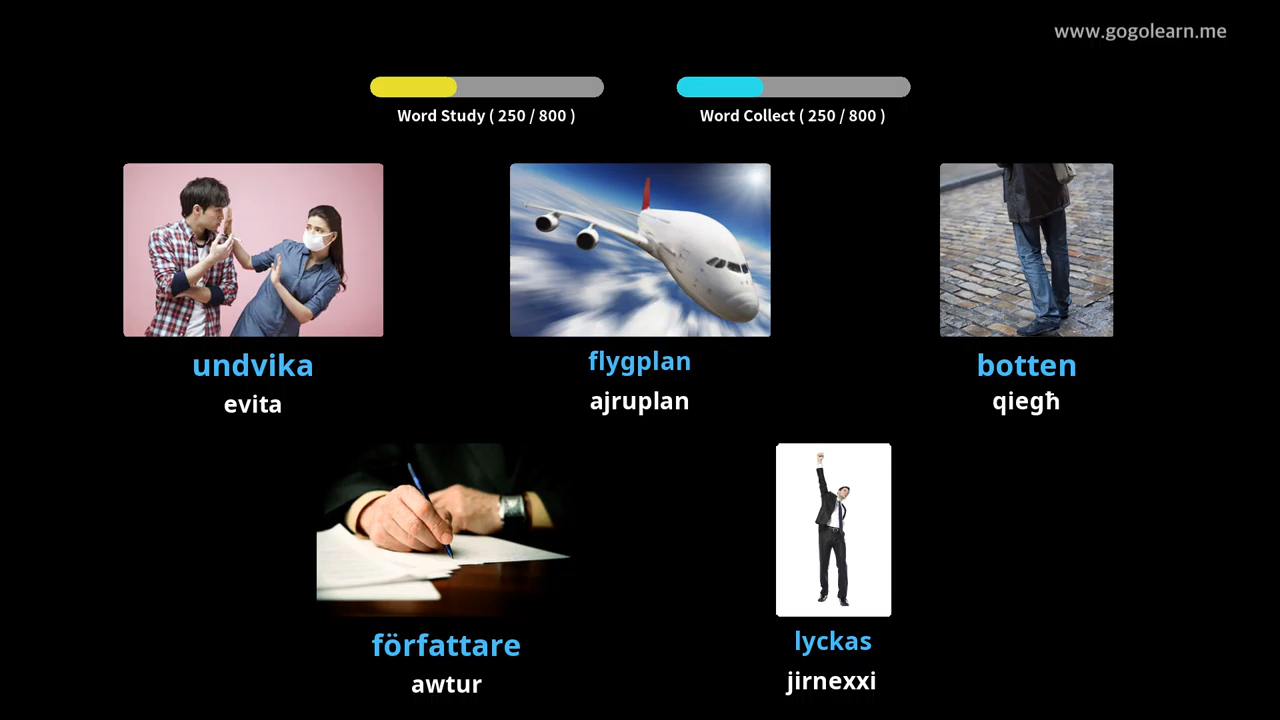 www.gogolearn.me
Word Study ( 250 / 800 )
Word Collect ( 250 / 800 )
undvika
evita
flygplan
ajruplan
botten
qiegħ
författare
awtur
lyckas
jirnexxi